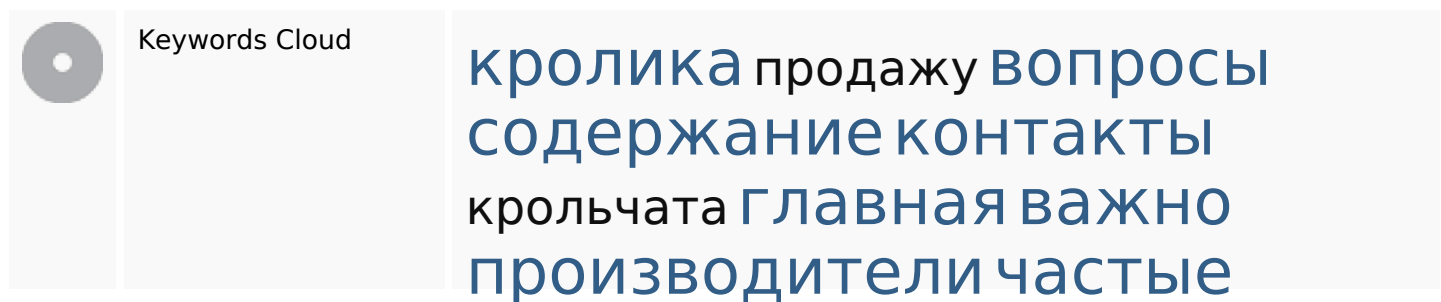 Keywords Cloud
кролика продажу вопросы
содержание контакты
крольчата главная важно
производители частые